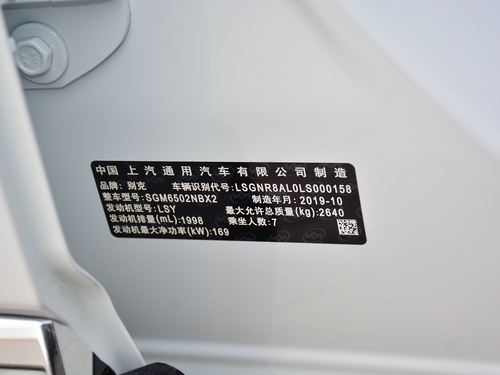 中国 上汽通用汽车有限公司 制造
品牌: 别克 车辆识别代号: LSGNR8AL0LS000158
整车型号: SGM6502NBX2 制造年月: 2019-10
发动机型号: LSY 最大允许总质量(kg): 2640
发动机排量(mL): 1998 乘坐人数: 7
发动机最大净功率(kW): 169